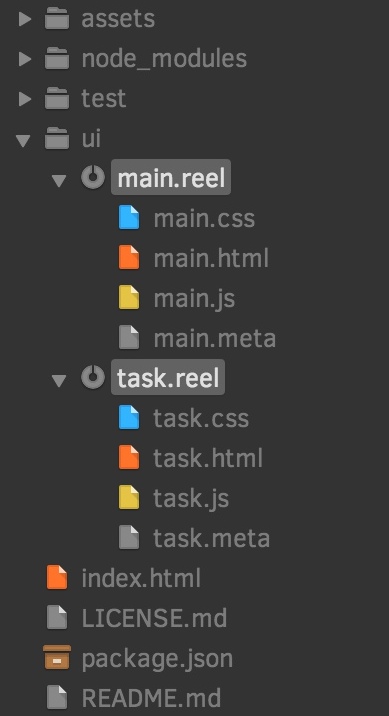 assets
node_modules
test
ui
main.reel
main.css
main.html
main.js
main.meta
task.reel
task.css
task.html
task.js
task.meta
index.html
LICENSE.md
package.json
README.md